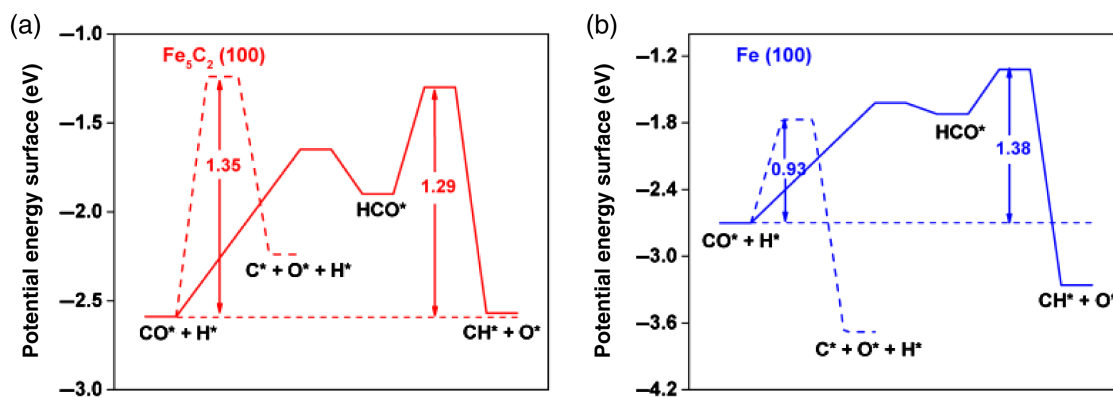 (a)
Potential energy surface (eV)
–1.0
–1.5
–2.0
–2.5
–3.0
Fe₅C₂ (100)
1.35
1.29
HCO*
C* + O* + H*
CO* + H*
CH* + O*
(b)
Potential energy surface (eV)
–1.2
–1.8
–2.4
–3.0
–3.6
–4.2
Fe (100)
HCO*
0.93
1.38
CO* + H*
CH* + O*
C* + O* + H*